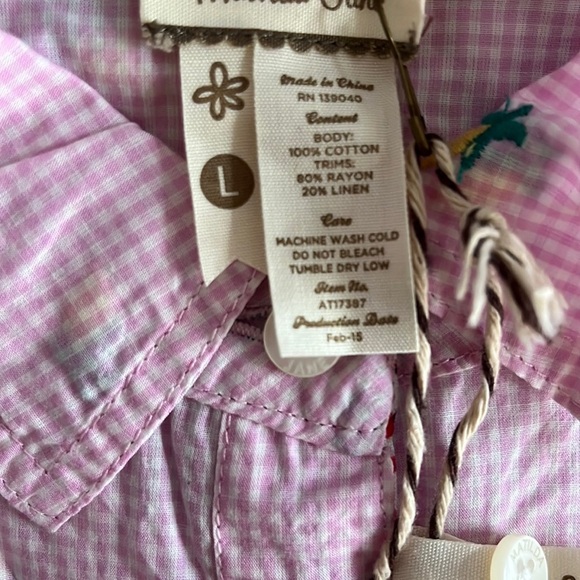 Made in China
RN 139040
Content
BODY:
100% COTTON
TRIMS:
80% RAYON
20% LINEN
Care
MACHINE WASH COLD
DO NOT BLEACH
TUMBLE DRY LOW
Item No.
AT17387
Production Date
Feb-15
L